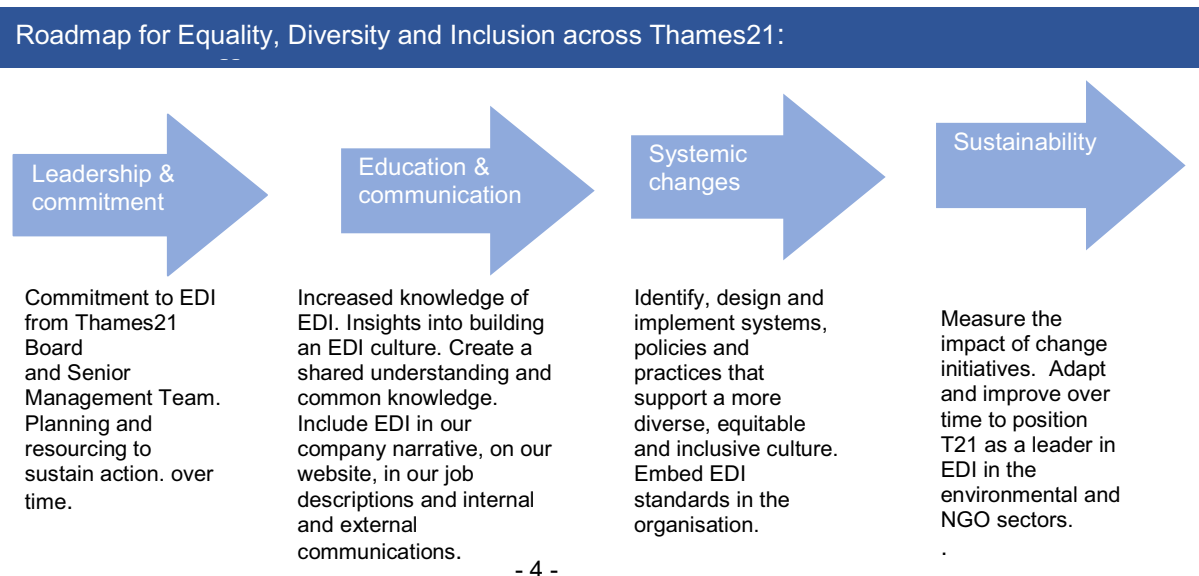 Roadmap for Equality, Diversity and Inclusion across Thames21:
Leadership &
commitment
Commitment to EDI
from Thames21
Board
and Senior
Management Team.
Planning and
resourcing to
sustain action. over
time.
Education &
communication
Increased knowledge of
EDI. Insights into building
an EDI culture. Create a
shared understanding and
common knowledge.
Include EDI in our
company narrative, on our
website, in our job
descriptions and internal
and external
communications.
Systemic
changes
Identify, design and
implement systems,
policies and
practices that
support a more
diverse, equitable
and inclusive culture.
Embed EDI
standards in the
organisation.
Sustainability
Measure the
impact of change
initiatives.  Adapt
and improve over
time to position
T21 as a leader in
EDI in the
environmental and
NGO sectors.
.
- 4 -